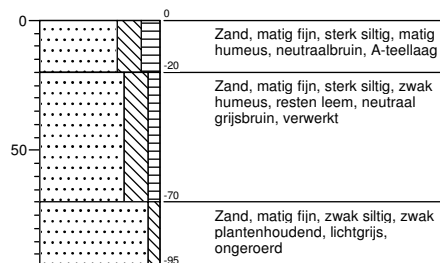 0
0
Zand, matig fijn, sterk siltig, matig
humeus, neutraalbruin, A-teellaag
-20
Zand, matig fijn, sterk siltig, zwak
humeus, resten leem, neutraal
grijsbruin, verwerkt
50
-70
Zand, matig fijn, zwak siltig, zwak
plantenhoudend, lichtgrijs,
ongeroerd
-95